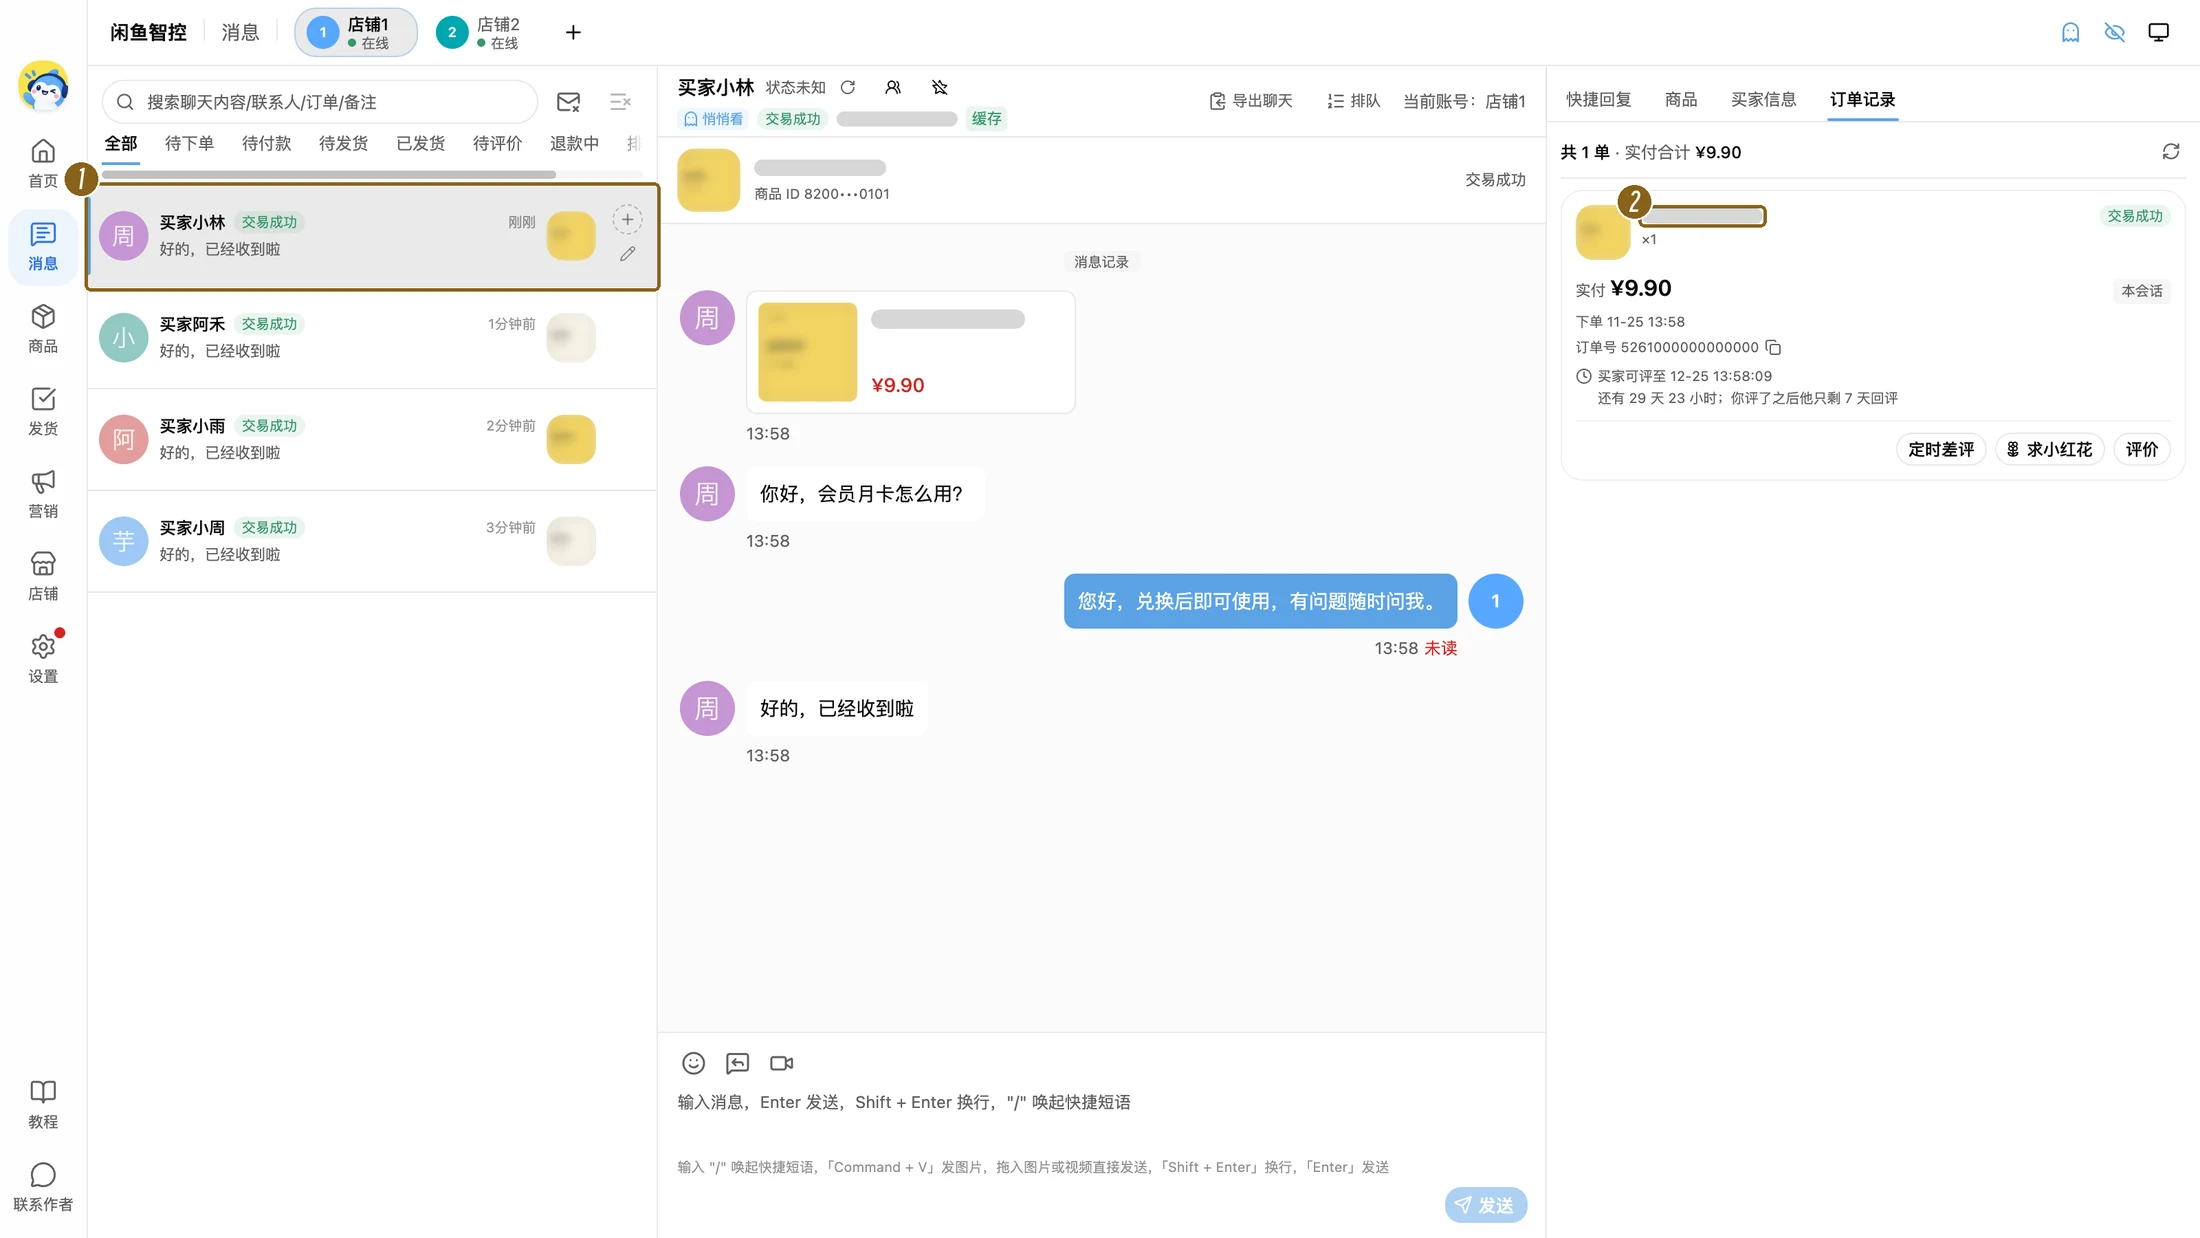 闲鱼智控
消息
1
店铺1
在线
2
店铺2
在线
首页
消息
商品
发货
营销
店铺
设置
教程
联系作者
搜索聊天内容/联系人/订单/备注
全部
待下单
待付款
待发货
已发货
待评价
退款中
1
周
买家小林
交易成功
刚刚
好的，已经收到啦
小
买家阿禾
交易成功
1分钟前
好的，已经收到啦
阿
买家小雨
交易成功
2分钟前
好的，已经收到啦
芋
买家小周
交易成功
3分钟前
好的，已经收到啦
买家小林
状态未知
悄悄看
交易成功
缓存
导出聊天
排队
当前账号：店铺1
商品 ID 8200•••0101
交易成功
消息记录
周
¥9.90
13:58
周
你好，会员月卡怎么用？
13:58
您好，兑换后即可使用，有问题随时问我。
1
13:58 未读
周
好的，已经收到啦
13:58
输入消息，Enter 发送，Shift + Enter 换行，"/" 唤起快捷短语
输入 "/" 唤起快捷短语，「Command + V」发图片，拖入图片或视频直接发送，「Shift + Enter」换行，「Enter」发送
发送
快捷回复
商品
买家信息
订单记录
共 1 单 · 实付合计 ¥9.90
2
交易成功
×1
实付 ¥9.90
本会话
下单 11-25 13:58
订单号 5261000000000000
买家可评至 12-25 13:58:09
还有 29 天 23 小时；你评了之后他只剩 7 天回评
定时差评
求小红花
评价